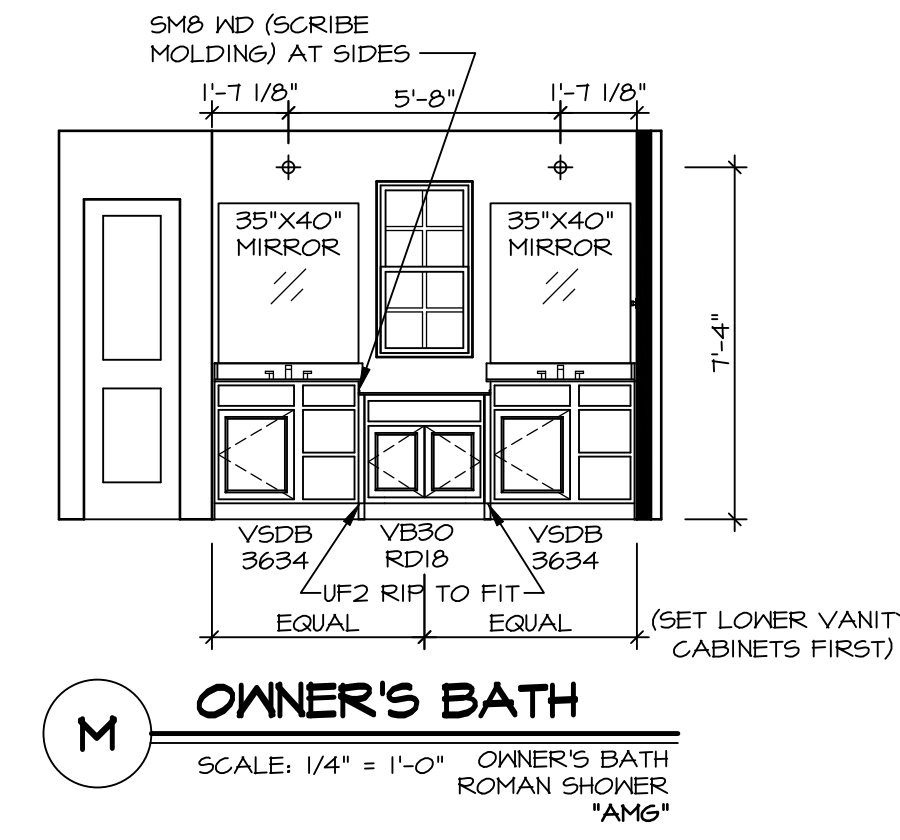 SM8 WD (SCRIBE
MOLDING) AT SIDES
1'-7 1/8" 5'-8" 1'-7 1/8"
35"X40" 35"X40"
MIRROR MIRROR
7'-4"
VSDB VB30 VSDB
3634 RD18 3634
UF2 RIP TO FIT
EQUAL EQUAL
(SET LOWER VANIT
CABINETS FIRST)
M
OWNER'S BATH
SCALE: 1/4" = 1'-0"
OWNER'S BATH
ROMAN SHOWER
"AMG"